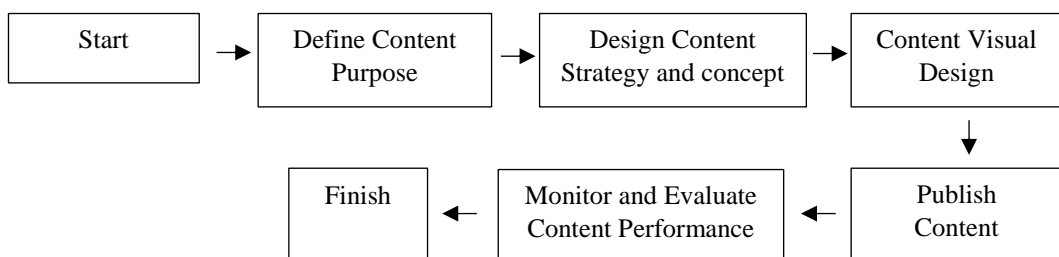 Start
Define Content
Purpose
Design Content
Strategy and concept
Content Visual
Design
Publish
Content
Monitor and Evaluate
Content Performance
Finish